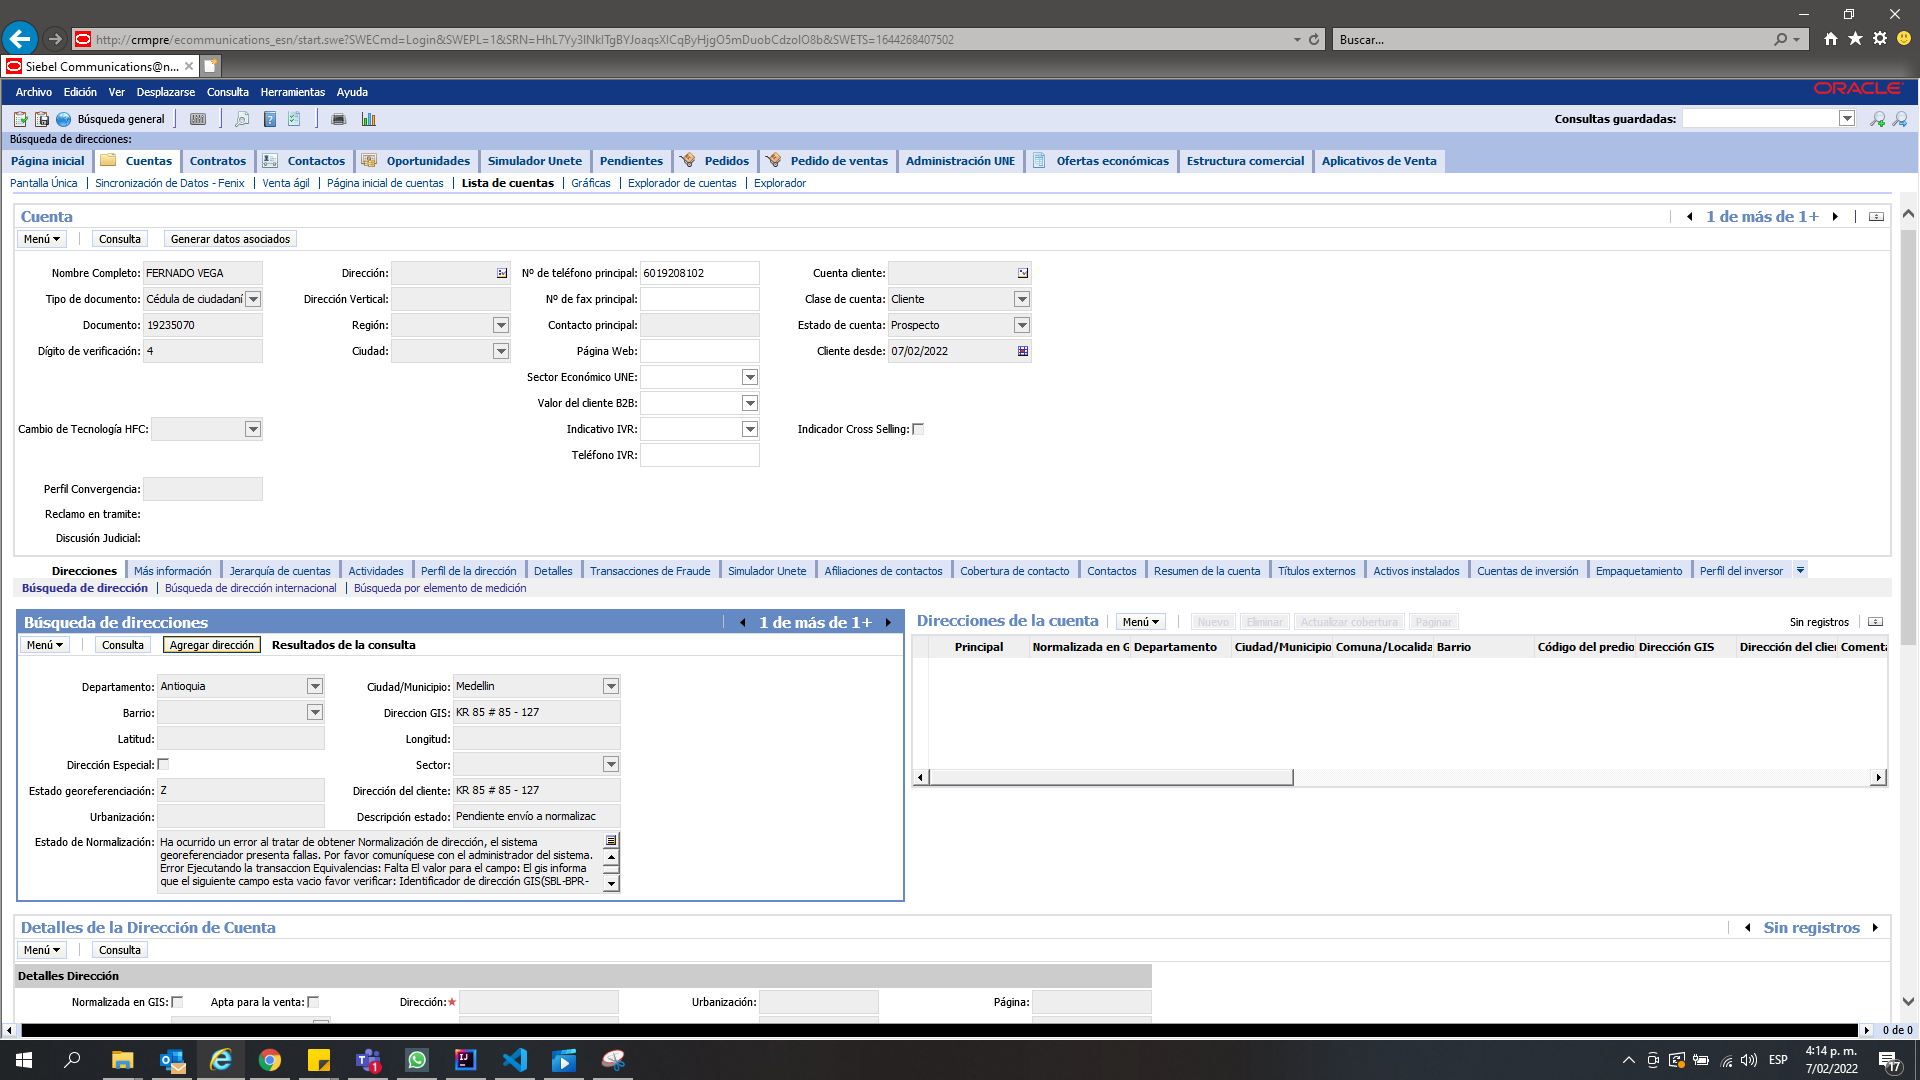 http://crmpre/ecommunications_esn/start.swe?SWECmd=Login&SWEPL=1&SRN=HhL7Yy3INklTgBYJoaqsXlCqByHjgO5mDuobCdzoIO8b&SWETS=1644268407502
Buscar...
Siebel Communications@n...
Archivo Edición Ver Desplazarse Consulta Herramientas Ayuda
ORACLE
Búsqueda general
Consultas guardadas:
Búsqueda de direcciones:
Página inicial Cuentas Contratos Contactos Oportunidades Simulador Unete Pendientes Pedidos Pedido de ventas Administración UNE Ofertas económicas Estructura comercial Aplicativos de Venta
Pantalla Única Sincronización de Datos - Fenix Venta ágil Página inicial de cuentas Lista de cuentas Gráficas Explorador de cuentas Explorador
Cuenta
1 de más de 1+
Menú Consulta Generar datos asociados
Nombre Completo: FERNADO VEGA Dirección: Nº de teléfono principal: 6019208102 Cuenta cliente:
Tipo de documento: Cédula de ciudadaní Dirección Vertical: Nº de fax principal: Clase de cuenta: Cliente
Documento: 19235070 Región: Contacto principal: Estado de cuenta: Prospecto
Dígito de verificación: 4 Ciudad: Página Web: Cliente desde: 07/02/2022
Sector Económico UNE:
Valor del cliente B2B:
Cambio de Tecnología HFC: Indicativo IVR: Indicador Cross Selling:
Teléfono IVR:
Perfil Convergencia:
Reclamo en tramite:
Discusión Judicial:
Direcciones Más información Jerarquía de cuentas Actividades Perfil de la dirección Detalles Transacciones de Fraude Simulador Unete Afiliaciones de contactos Cobertura de contacto Contactos Resumen de la cuenta Títulos externos Activos instalados Cuentas de inversión Empaquetamiento Perfil del inversor
Búsqueda de dirección Búsqueda de dirección internacional Búsqueda por elemento de medición
Búsqueda de direcciones
1 de más de 1+
Menú Consulta Agregar dirección Resultados de la consulta
Departamento: Antioquia Ciudad/Municipio: Medellin
Barrio: Direccion GIS: KR 85 # 85 - 127
Latitud: Longitud:
Dirección Especial: Sector:
Estado georeferenciación: Z Dirección del cliente: KR 85 # 85 - 127
Urbanización: Descripción estado: Pendiente envío a normalizac
Estado de Normalización: Ha ocurrido un error al tratar de obtener Normalización de dirección, el sistema
georeferenciador presenta fallas. Por favor comuníquese con el administrador del sistema.
Error Ejecutando la transaccion Equivalencias: Falta El valor para el campo: El gis informa
que el siguiente campo esta vacio favor verificar: Identificador de dirección GIS(SBL-BPR-
Direcciones de la cuenta Menú Nuevo Eliminar Actualizar cobertura Paginar Sin registros
Principal Normalizada en G Departamento Ciudad/Municipio Comuna/Localida Barrio Código del predio Dirección GIS Dirección del clie Comenta
Detalles de la Dirección de Cuenta
Sin registros
Menú Consulta
Detalles Dirección
Normalizada en GIS: Apta para la venta: Dirección:* Urbanización: Página:
0 de 0
ESP
4:14 p. m.
7/02/2022
1
17